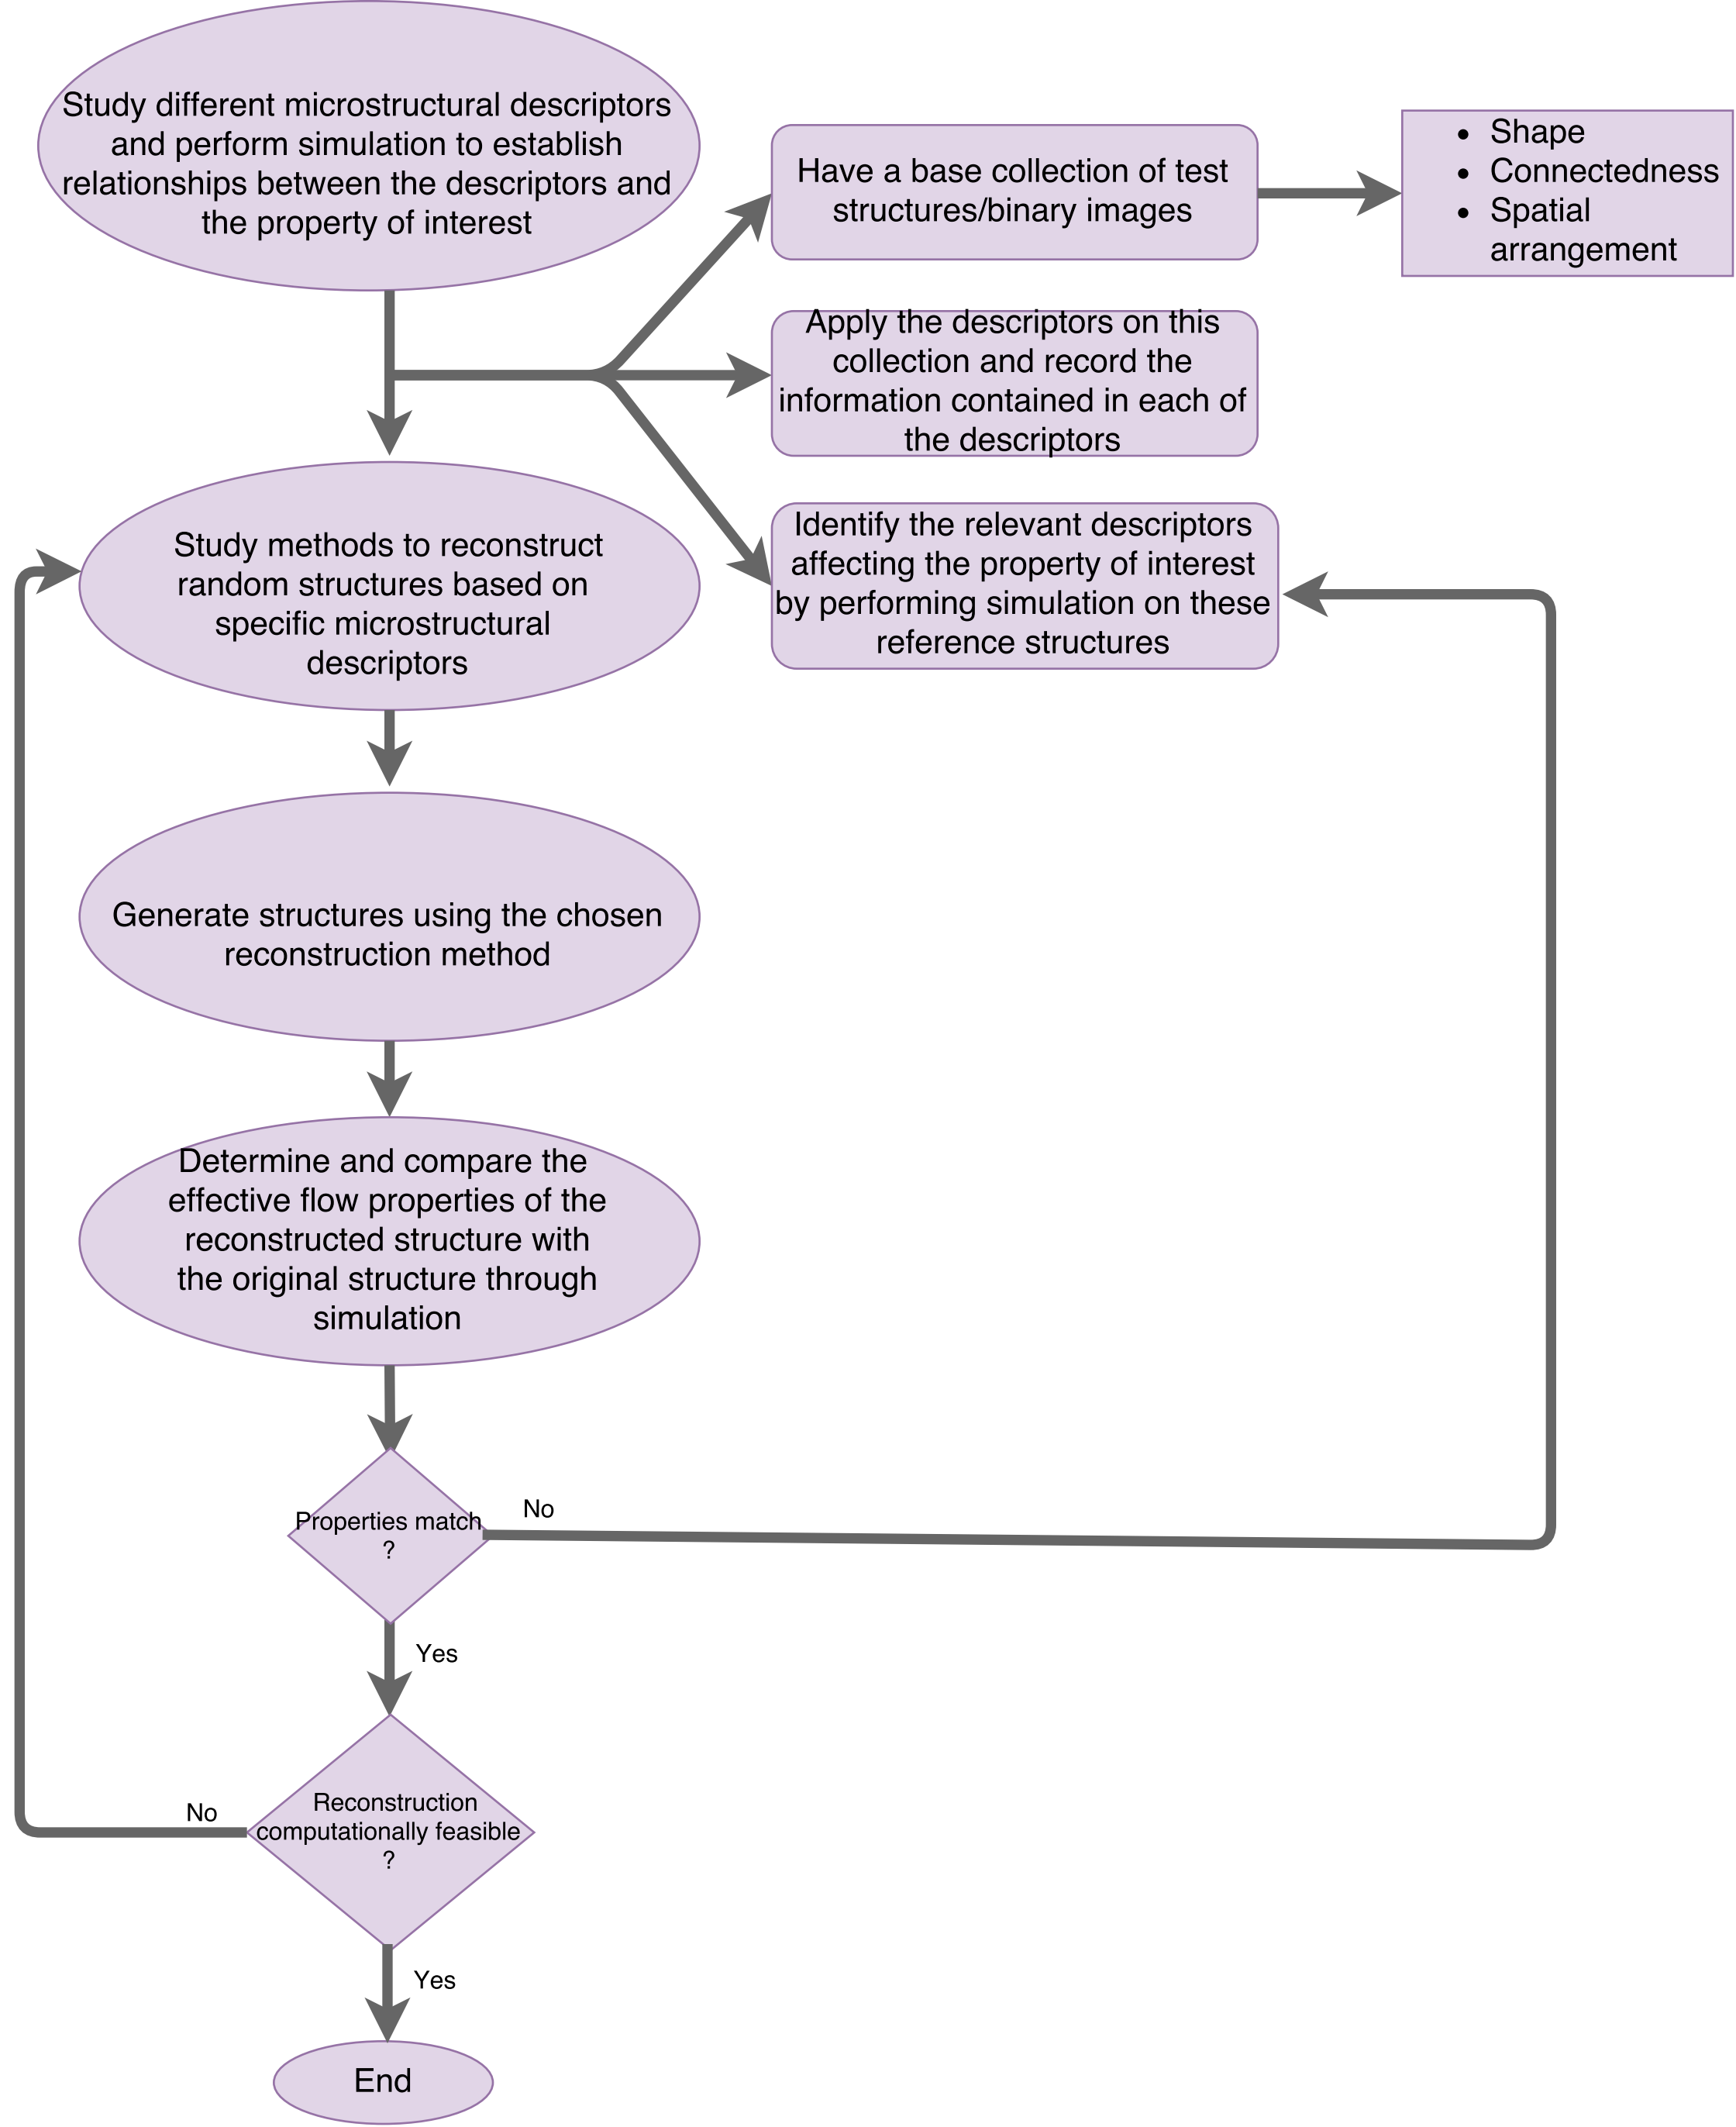 Study different microstructural descriptors
and perform simulation to establish
relationships between the descriptors and
the property of interest
Have a base collection of test
structures/binary images
• Shape
• Connectedness
• Spatial
arrangement
Apply the descriptors on this
collection and record the
information contained in each of
the descriptors
Identify the relevant descriptors
affecting the property of interest
by performing simulation on these
reference structures
Study methods to reconstruct
random structures based on
specific microstructural
descriptors
Generate structures using the chosen
reconstruction method
Determine and compare the
effective flow properties of the
reconstructed structure with
the original structure through
simulation
Properties match
?
No
Yes
Reconstruction
computationally feasible
?
No
Yes
End